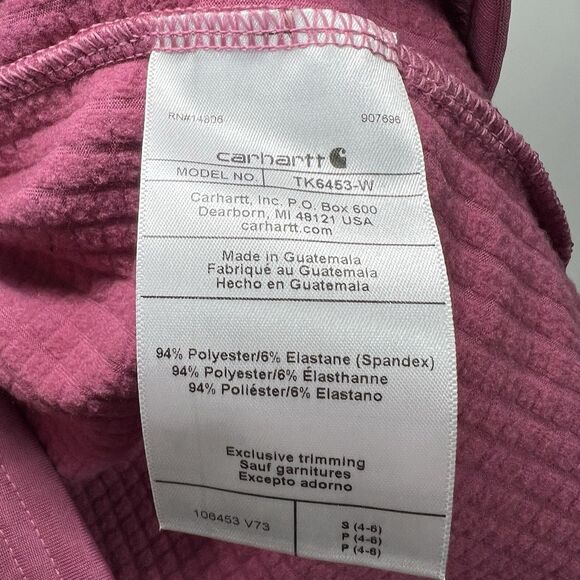 RN#14806 907696
carhartt
MODEL NO. TK6453-W
Carhartt, Inc. P.O. Box 600
Dearborn, MI 48121 USA
carhartt.com
Made in Guatemala
Fabriqué au Guatemala
Hecho en Guatemala
94% Polyester/6% Elastane (Spandex)
94% Polyester/6% Élasthanne
94% Poliéster/6% Elastano
Exclusive trimming
Sauf garnitures
Excepto adorno
106453 V73
S (4-6)
P (4-6)
P (4-6)